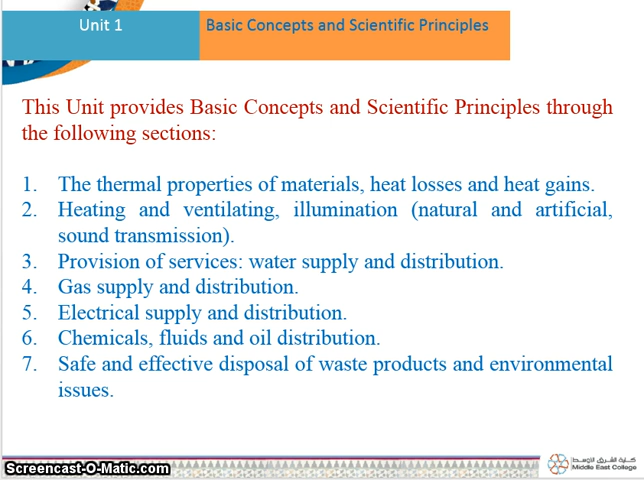 Unit 1
Basic Concepts and Scientific Principles
This Unit provides Basic Concepts and Scientific Principles through
the following sections:
1. The thermal properties of materials, heat losses and heat gains.
2. Heating and ventilating, illumination (natural and artificial,
sound transmission).
3. Provision of services: water supply and distribution.
4. Gas supply and distribution.
5. Electrical supply and distribution.
6. Chemicals, fluids and oil distribution.
7. Safe and effective disposal of waste products and environmental
issues.
كلية الشرق الأوسط
Middle East College
Screencast-O-Matic.com